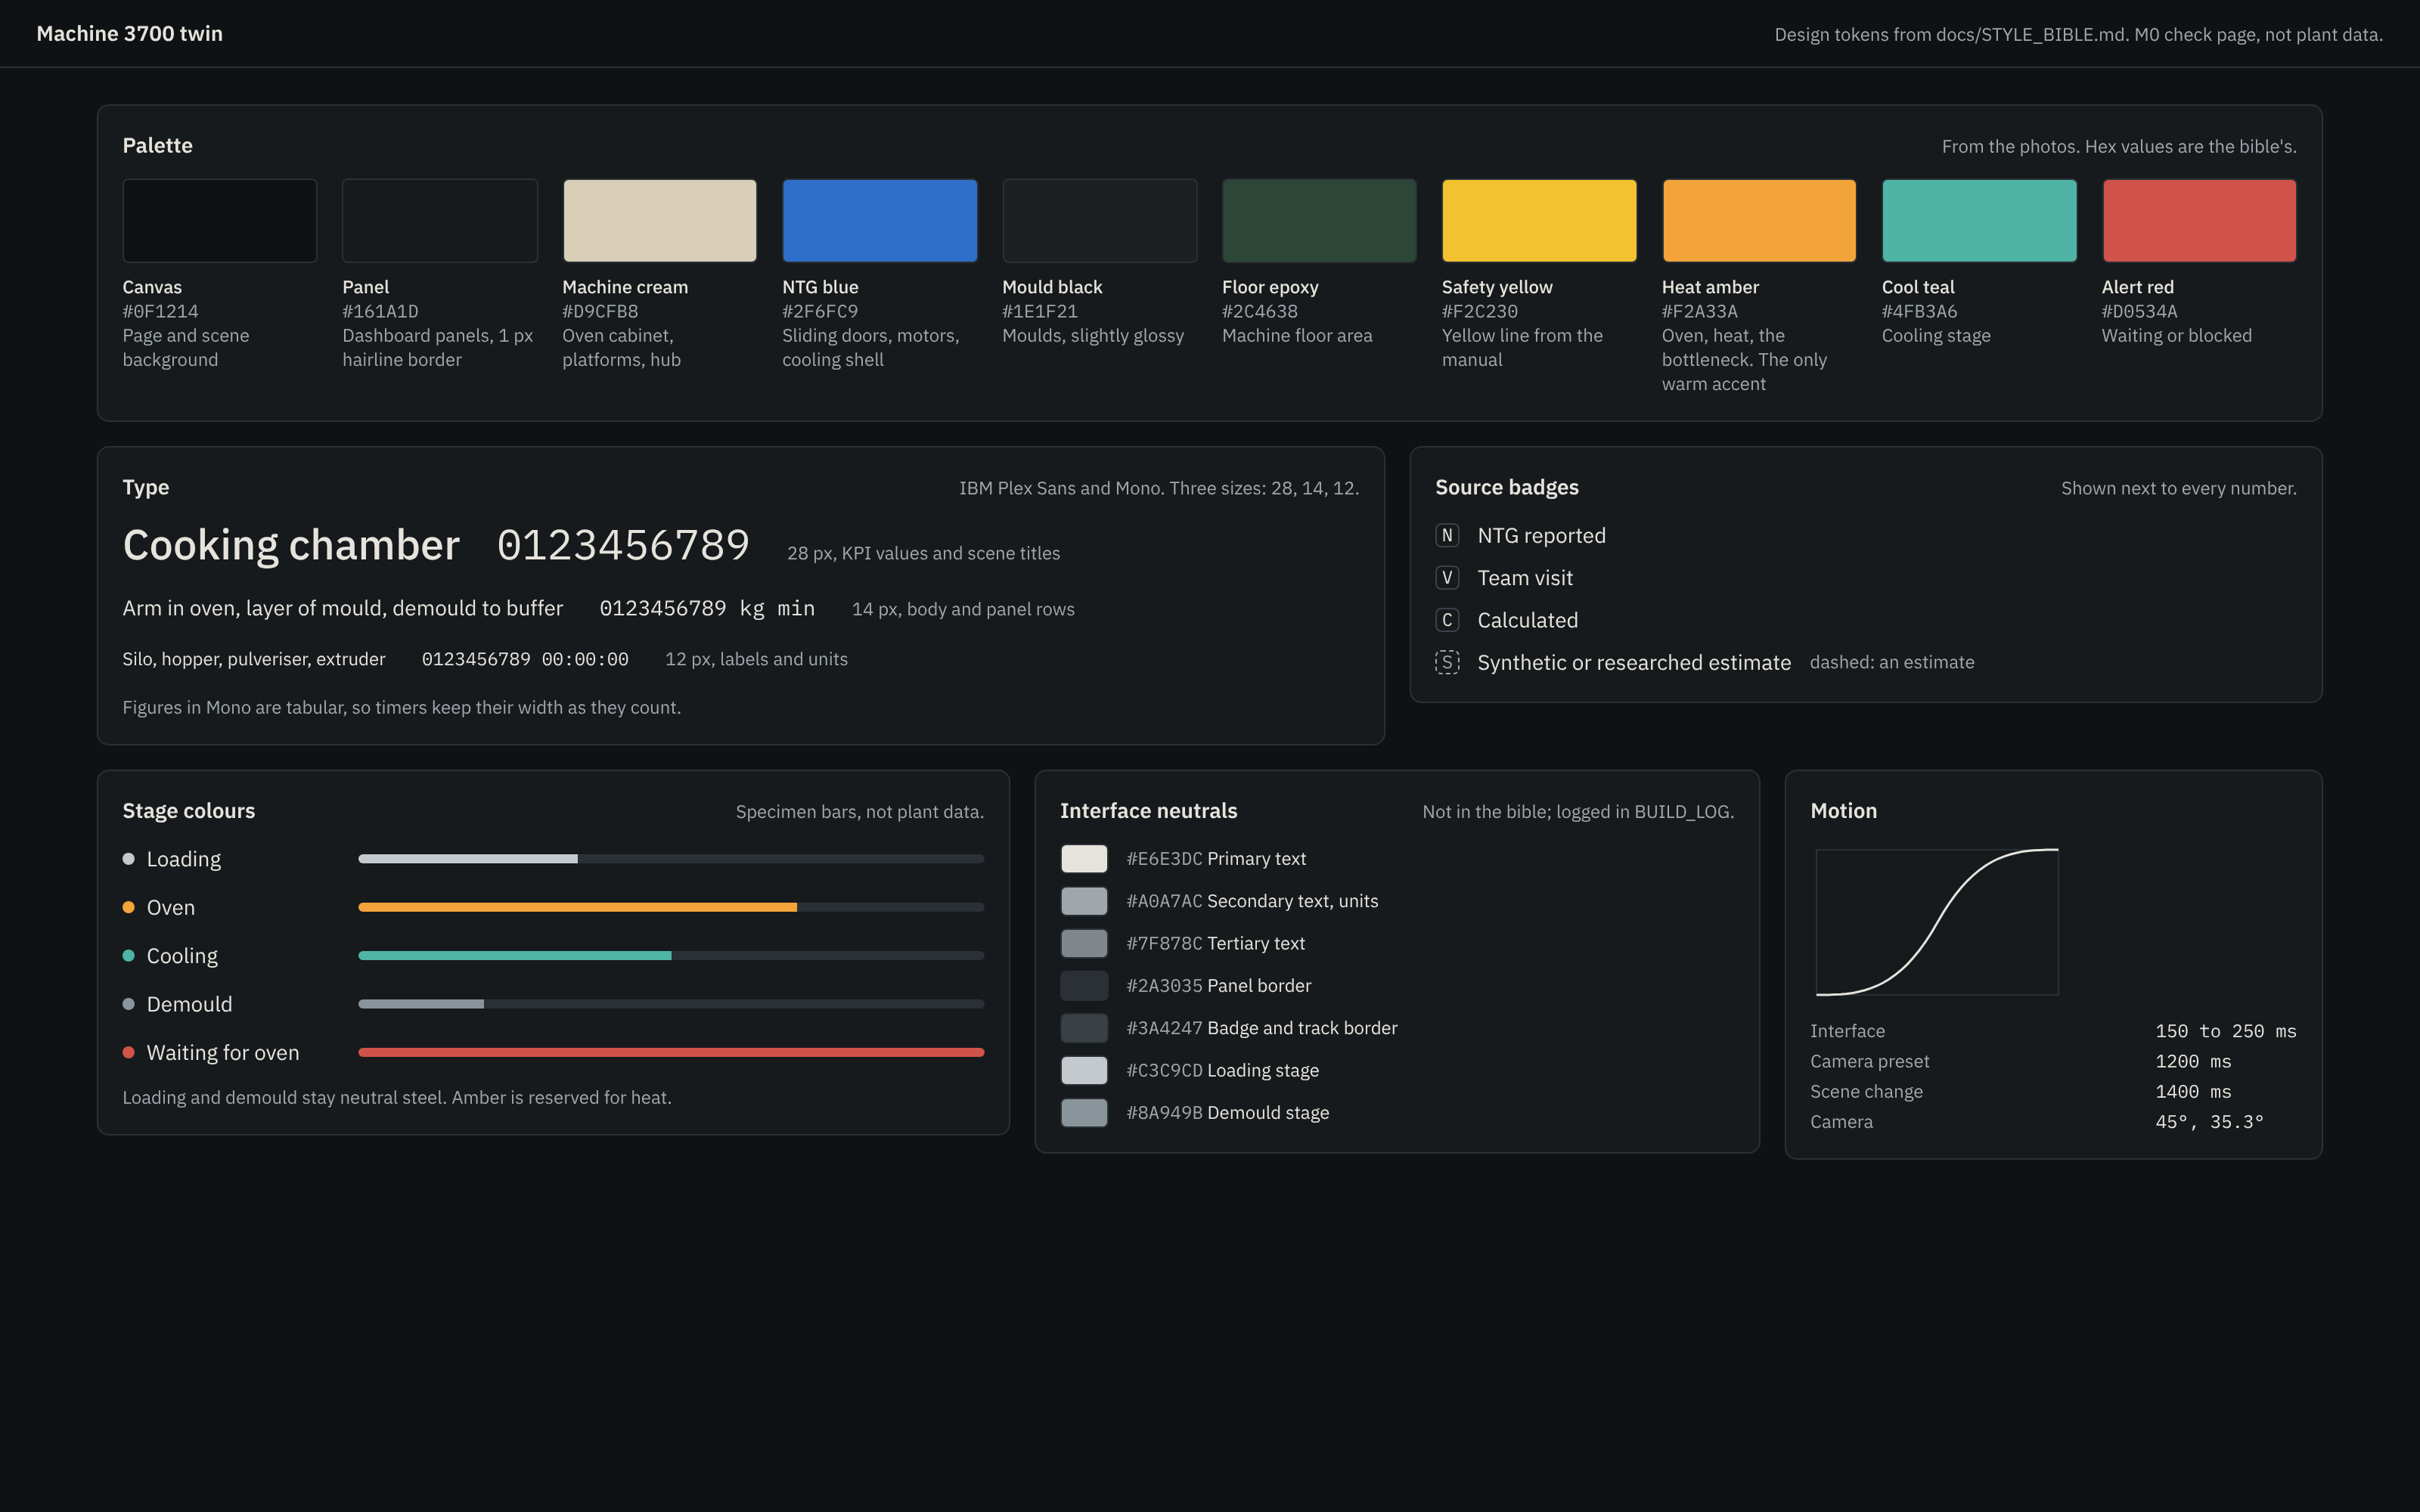 Machine 3700 twin
Design tokens from docs/STYLE_BIBLE.md. M0 check page, not plant data.
Palette
From the photos. Hex values are the bible's.
Canvas
#0F1214
Page and scene
background
Panel
#161A1D
Dashboard panels, 1 px
hairline border
Machine cream
#D9CFB8
Oven cabinet,
platforms, hub
NTG blue
#2F6FC9
Sliding doors, motors,
cooling shell
Mould black
#1E1F21
Moulds, slightly glossy
Floor epoxy
#2C4638
Machine floor area
Safety yellow
#F2C230
Yellow line from the
manual
Heat amber
#F2A33A
Oven, heat, the
bottleneck. The only
warm accent
Cool teal
#4FB3A6
Cooling stage
Alert red
#D0534A
Waiting or blocked
Type
IBM Plex Sans and Mono. Three sizes: 28, 14, 12.
Cooking chamber 0123456789 28 px, KPI values and scene titles
Arm in oven, layer of mould, demould to buffer 0123456789 kg min 14 px, body and panel rows
Silo, hopper, pulveriser, extruder 0123456789 00:00:00 12 px, labels and units
Figures in Mono are tabular, so timers keep their width as they count.
Source badges
Shown next to every number.
N NTG reported
V Team visit
C Calculated
S Synthetic or researched estimate dashed: an estimate
Stage colours
Specimen bars, not plant data.
Loading
Oven
Cooling
Demould
Waiting for oven
Loading and demould stay neutral steel. Amber is reserved for heat.
Interface neutrals
Not in the bible; logged in BUILD_LOG.
#E6E3DC Primary text
#A0A7AC Secondary text, units
#7F878C Tertiary text
#2A3035 Panel border
#3A4247 Badge and track border
#C3C9CD Loading stage
#8A949B Demould stage
Motion
Interface 150 to 250 ms
Camera preset 1200 ms
Scene change 1400 ms
Camera 45°, 35.3°